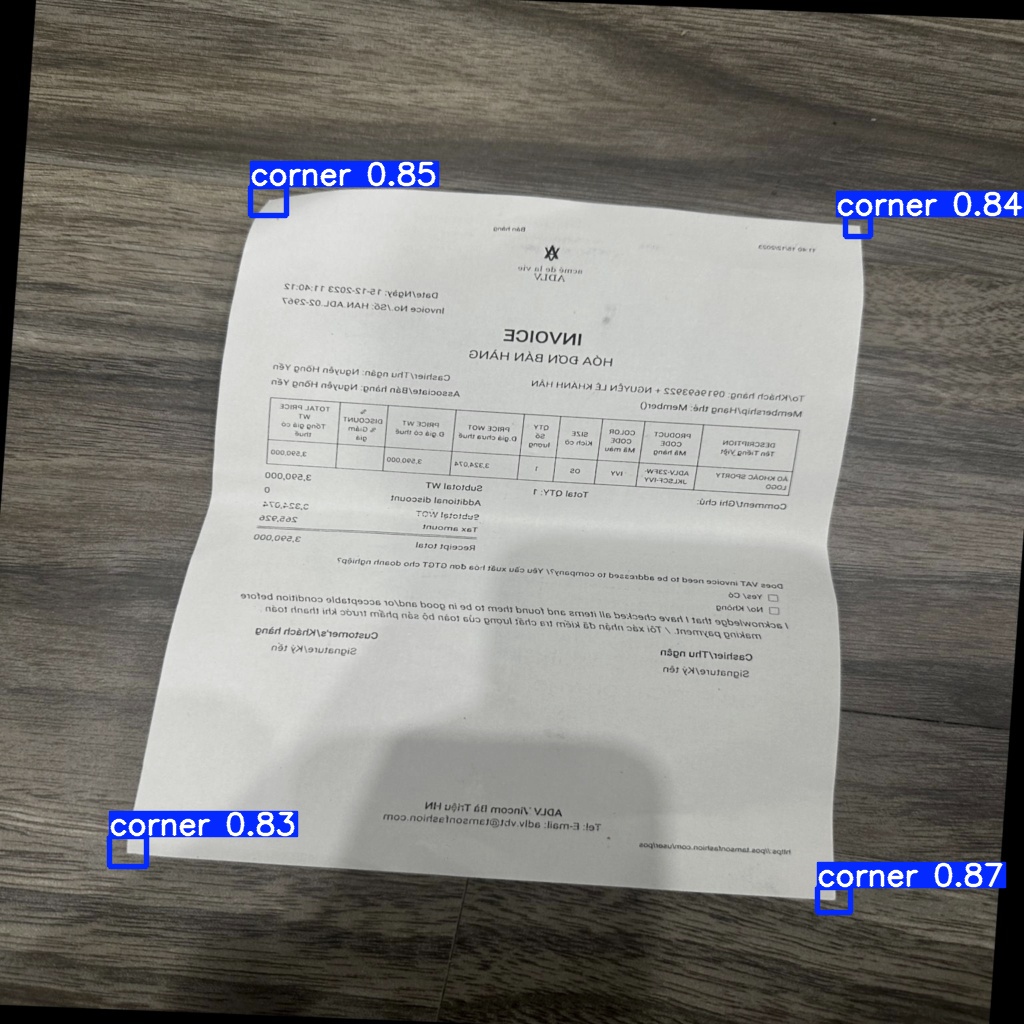 corner 0.85
corner 0.84
11:40 15/12/2023
Bán hàng
acmé de la vie
ADLV
Date/Ngày: 15-12-2023 11:40:12
Invoice No./Số: HAN.ADL.02-2967
INVOICE
HÓA ĐƠN BÁN HÀNG
To/Khách hàng: 0919693922 + NGUYỄN LÊ KHÁNH HÂN
Cashier/Thu ngân: Nguyễn Hồng Yến
Membership/Hạng thẻ: Member()
Associate/Bán hàng: Nguyễn Hồng Yến
DESCRIPTION Tên Tiếng Việt | PRODUCT CODE Mã hàng | COLOR CODE Mã màu | SIZE Kích cỡ | QTY Số lượng | PRICE WOT Đ.giá chưa thuế | PRICE WT Đ giá có thuế | % DISCOUNT % Giảm giá | TOTAL PRICE WT Tổng giá có thuế
ÁO KHOÁC SPORTY LOGO | ADLV-23FW-JKLSCF-IVY | IVY | OS | 1 | 3,324,074 | 3,590,000 | 3,590,000
Comment/Ghi chú:
Total QTY: 1
Subtotal WT 3,590,000
Additional discount 0
Subtotal WOT 3,324,074
Tax amount 265,926
Receipt total 3,590,000
Does VAT invoice need to be addressed to company?/ Yêu cầu xuất hóa đơn GTGT cho doanh nghiệp?
Yes/ Có
No/ Không
I acknowledge that I have checked all items and found them to be in good and/or acceptable condition before
making payment. / Tôi xác nhận đã kiểm tra chất lượng của toàn bộ sản phẩm trước khi thanh toán.
Cashier/Thu ngân
Customer's/Khách hàng
Signature/Ký tên
Signature/Ký tên
ADLV Vincom Bà Triệu HN
Tel: E-mail: adlv.vbt@tamsonfashion.com
https://pos.tamsonfashion.com/user/pos
corner 0.83
corner 0.87